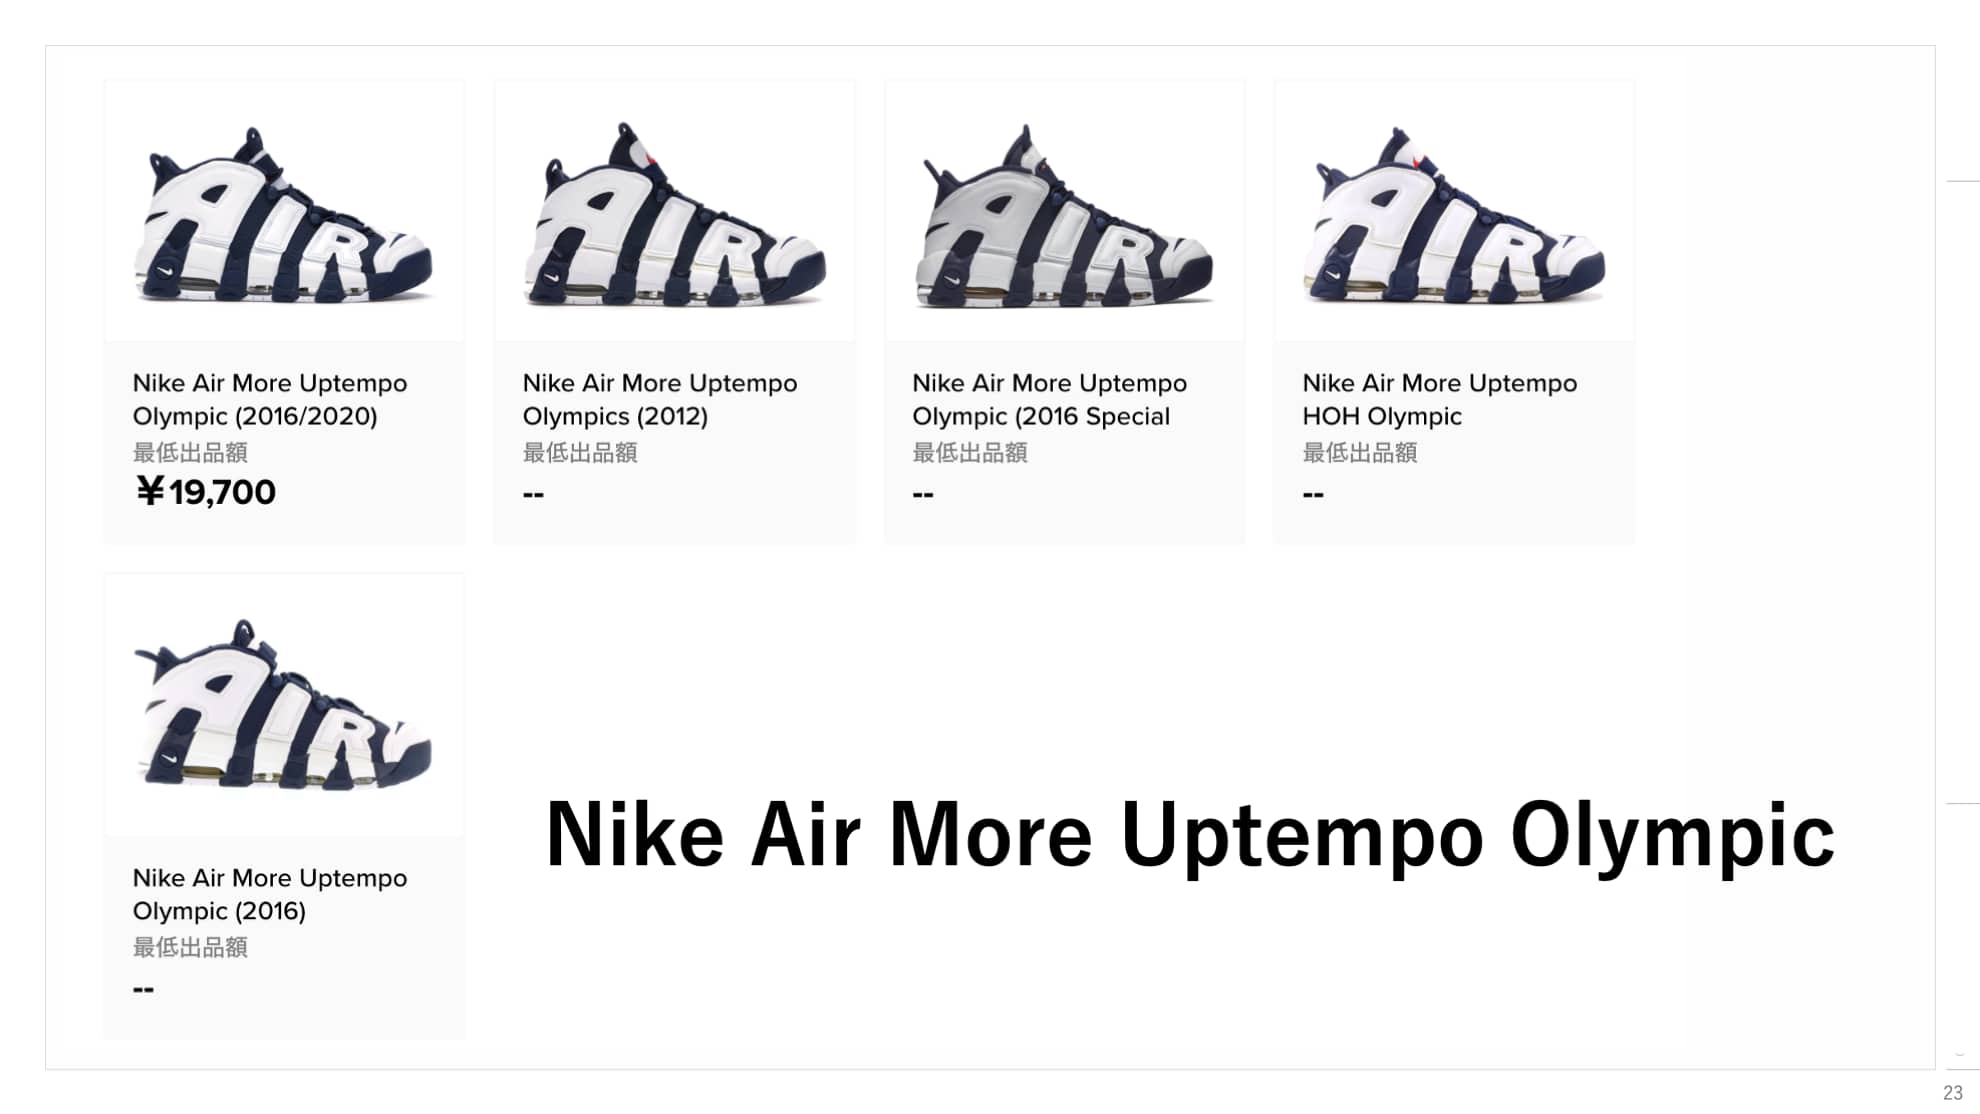 Nike Air More Uptempo
Olympic (2016/2020)
最低出品額
¥19,700
Nike Air More Uptempo
Olympics (2012)
最低出品額
--
Nike Air More Uptempo
Olympic (2016 Special
最低出品額
--
Nike Air More Uptempo
HOH Olympic
最低出品額
--
Nike Air More Uptempo
Olympic (2016)
最低出品額
--
Nike Air More Uptempo Olympic
23